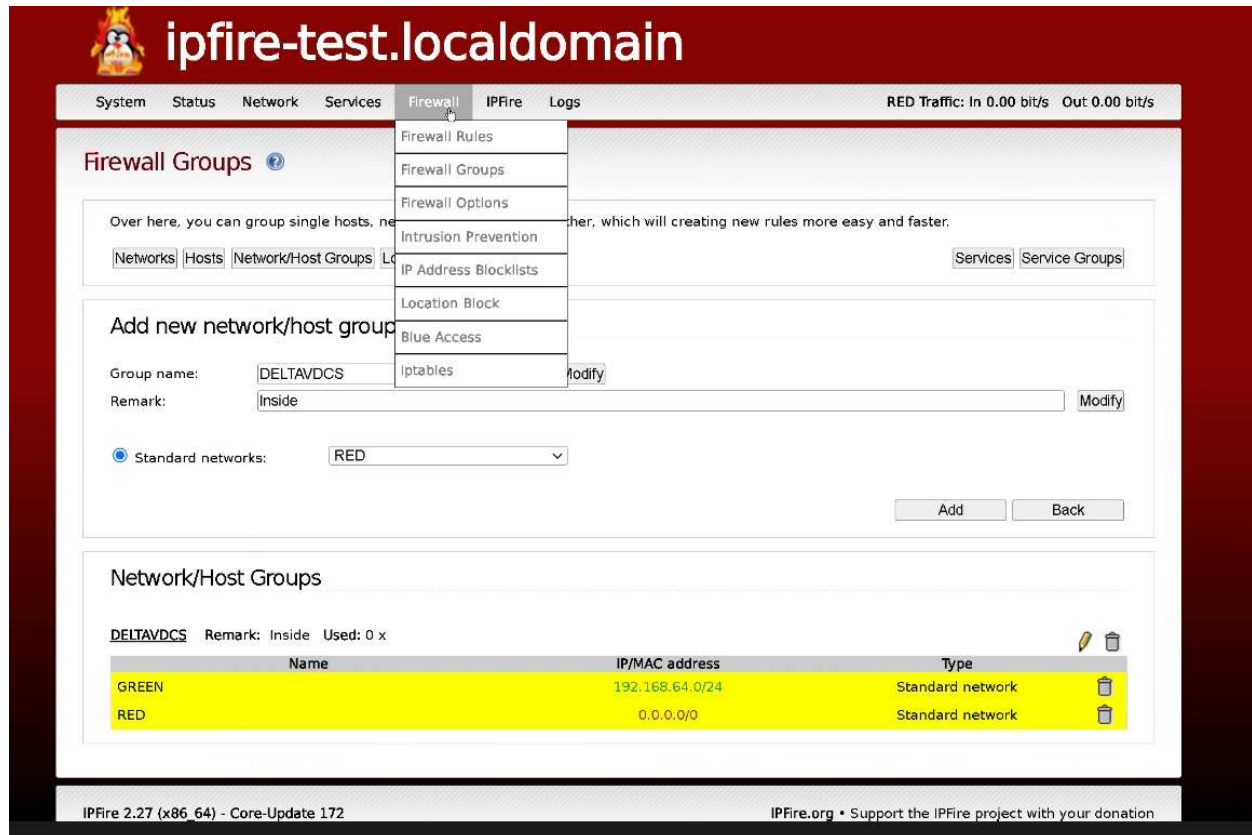 ipfire-test.localdomain
System Status Network Services Firewall IPFire Logs RED Traffic: In 0.00 bit/s Out 0.00 bit/s
Firewall Rules
Firewall Groups
Firewall Options
Intrusion Prevention
IP Address Blocklists
Location Block
Blue Access
Iptables
Firewall Groups
Over here, you can group single hosts, ne ther, which will creating new rules more easy and faster.
Networks Hosts Network/Host Groups Lo Services Service Groups
Add new network/host group
Group name: DELTAVDCS Modify
Remark: Inside Modify
Standard networks: RED
Add Back
Network/Host Groups
DELTAVDCS Remark: Inside Used: 0 x
Name IP/MAC address Type
GREEN 192.168.64.0/24 Standard network
RED 0.0.0.0/0 Standard network
IPFire 2.27 (x86_64) - Core-Update 172 IPFire.org • Support the IPFire project with your donation